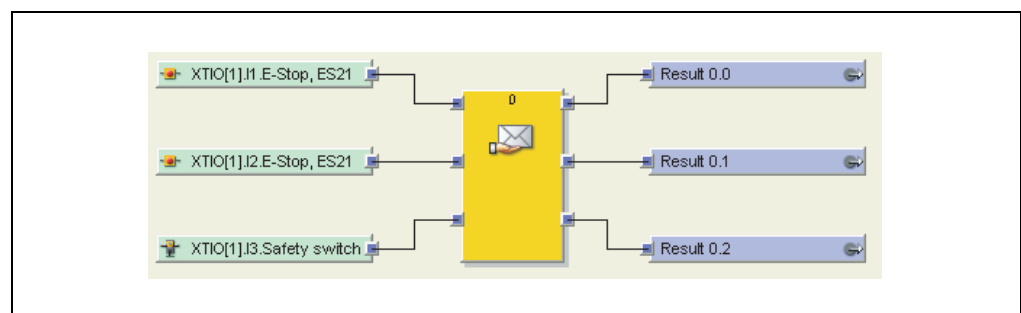 XTIO[1].I1.E-Stop, ES21
0
Result 0.0
XTIO[1].I2.E-Stop, ES21
Result 0.1
XTIO[1].I3.Safety switch
Result 0.2